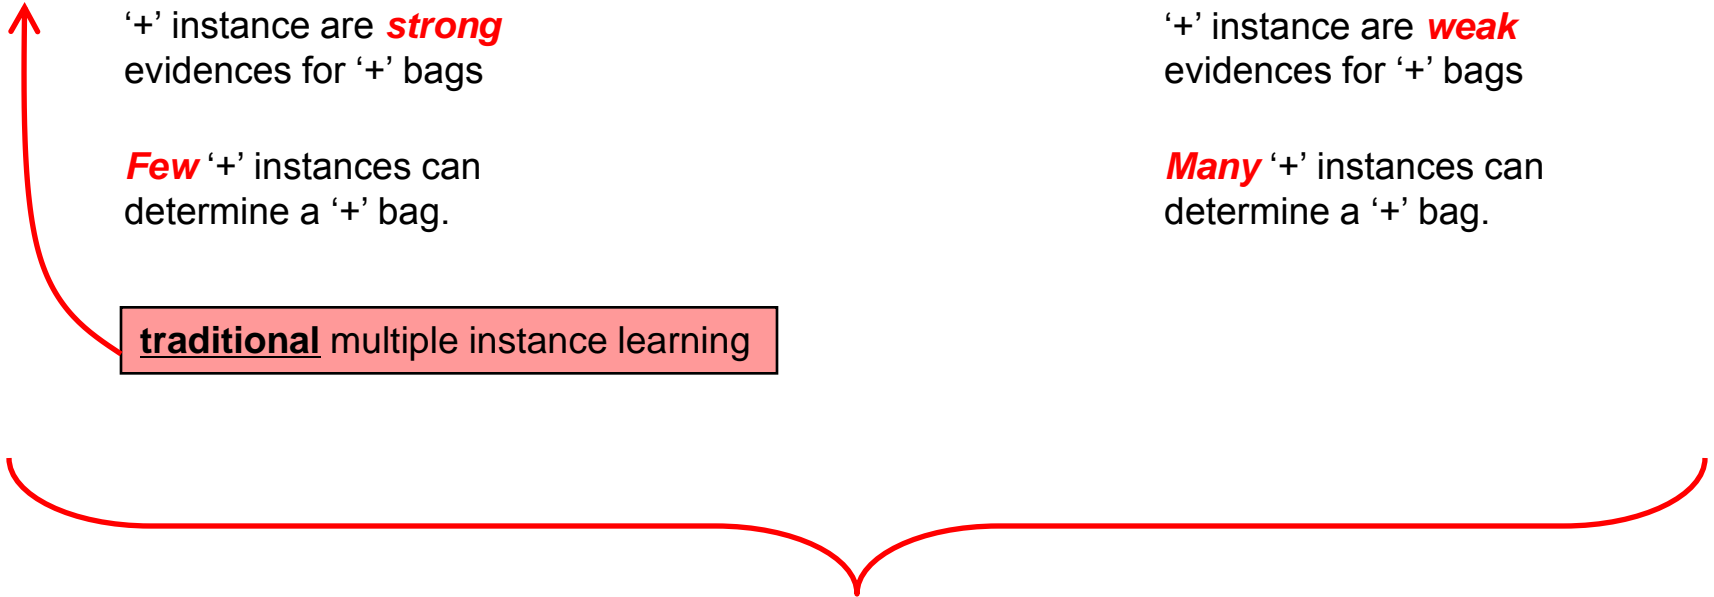 ‘+’ instance are strong
evidences for ‘+’ bags
Few ‘+’ instances can
determine a ‘+’ bag.
traditional multiple instance learning
‘+’ instance are weak
evidences for ‘+’ bags
Many ‘+’ instances can
determine a ‘+’ bag.